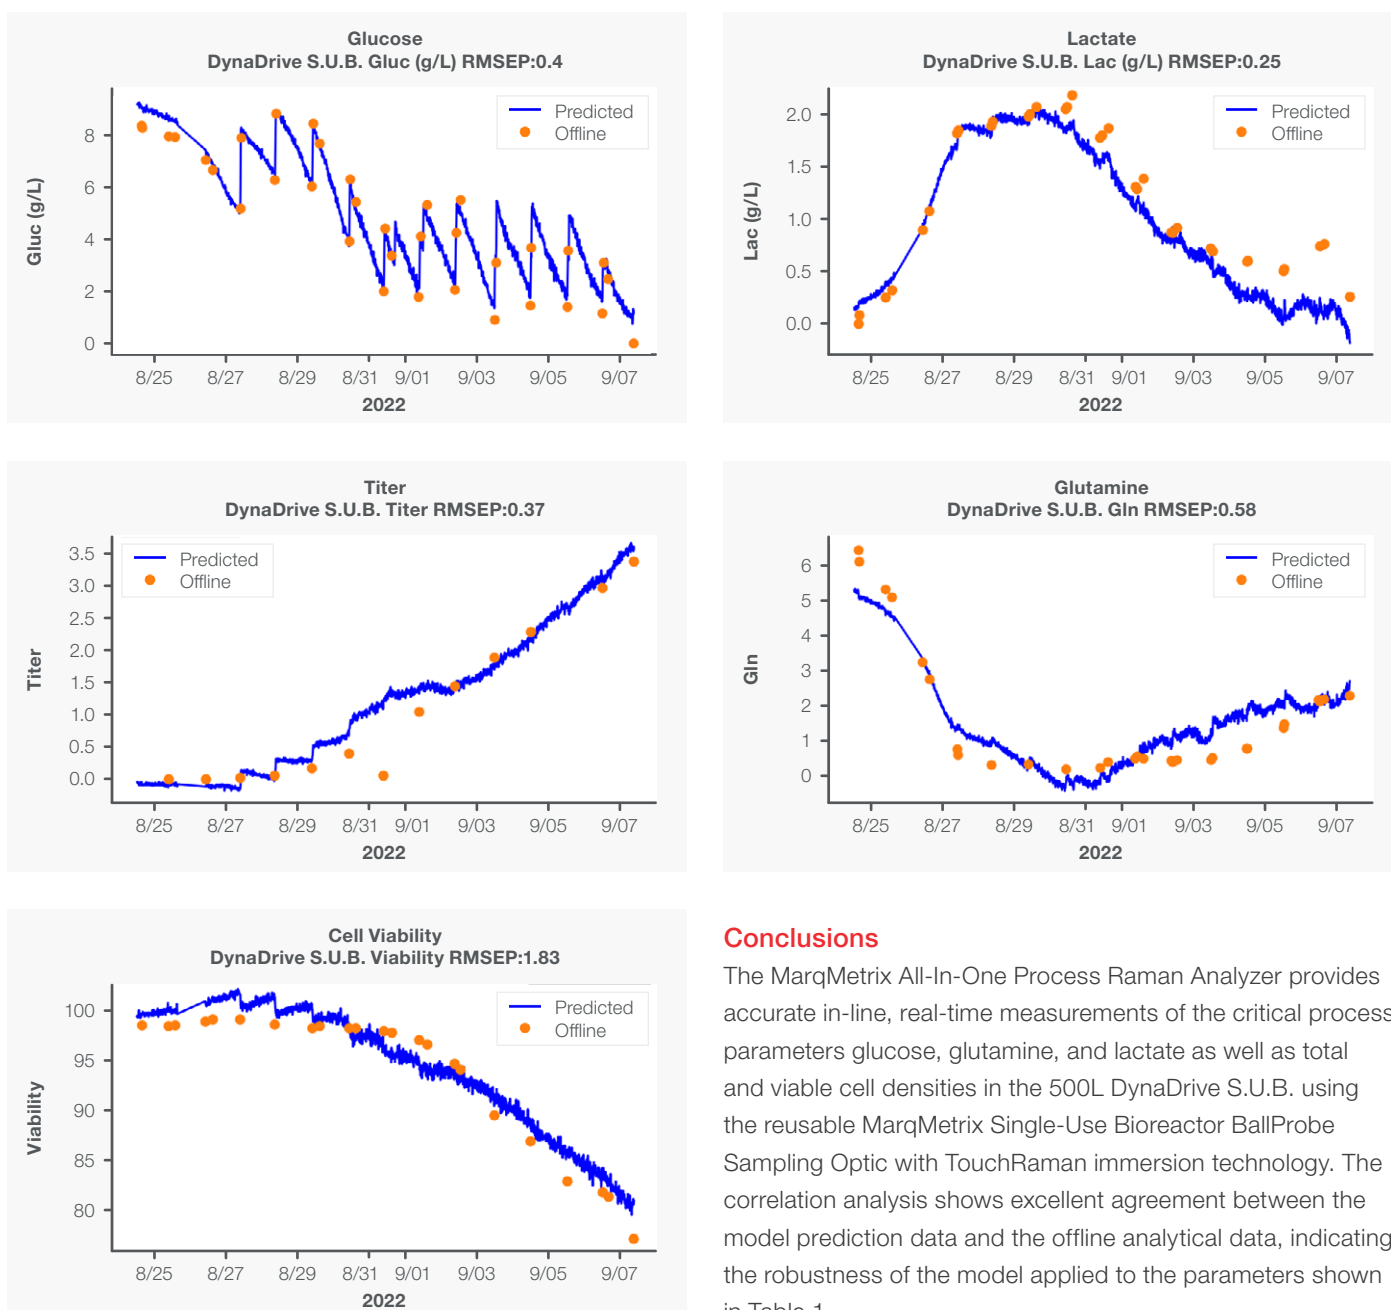 Glucose
DynaDrive S.U.B. Gluc (g/L) RMSEP:0.4
Predicted
Offline
Gluc (g/L)
8
6
4
2
0
8/25 8/27 8/29 8/31 9/01 9/03 9/05 9/07
2022
Lactate
DynaDrive S.U.B. Lac (g/L) RMSEP:0.25
Predicted
Offline
Lac (g/L)
2.0
1.5
1.0
0.5
0.0
8/25 8/27 8/29 8/31 9/01 9/03 9/05 9/07
2022
Titer
DynaDrive S.U.B. Titer RMSEP:0.37
Predicted
Offline
Titer
3.5
3.0
2.5
2.0
1.5
1.0
0.5
0.0
8/25 8/27 8/29 8/31 9/01 9/03 9/05 9/07
2022
Glutamine
DynaDrive S.U.B. Gln RMSEP:0.58
Predicted
Offline
Gln
6
5
4
3
2
1
0
8/25 8/27 8/29 8/31 9/01 9/03 9/05 9/07
2022
Cell Viability
DynaDrive S.U.B. Viability RMSEP:1.83
Predicted
Offline
Viability
100
95
90
85
80
8/25 8/27 8/29 8/31 9/01 9/03 9/05 9/07
2022
Conclusions
The MarqMetrix All-In-One Process Raman Analyzer provides
accurate in-line, real-time measurements of the critical process
parameters glucose, glutamine, and lactate as well as total
and viable cell densities in the 500L DynaDrive S.U.B. using
the reusable MarqMetrix Single-Use Bioreactor BallProbe
Sampling Optic with TouchRaman immersion technology. The
correlation analysis shows excellent agreement between the
model prediction data and the offline analytical data, indicating
the robustness of the model applied to the parameters shown
in Table 1